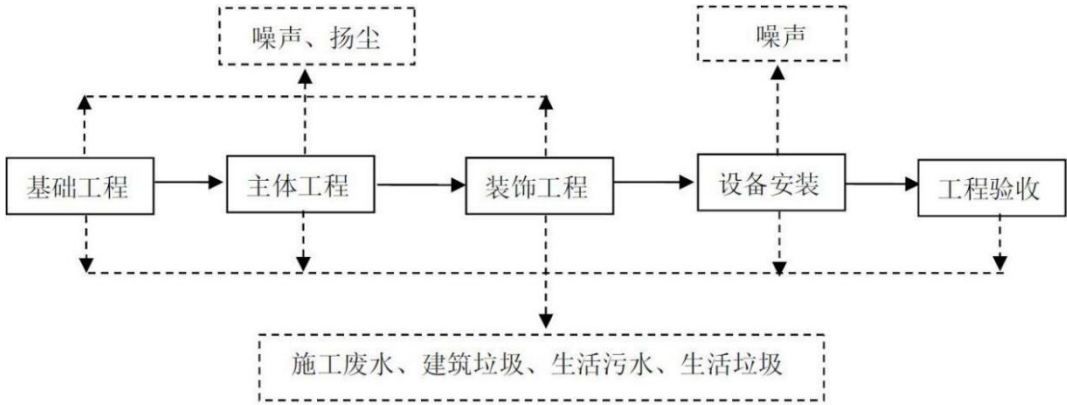 噪声、扬尘
噪声
基础工程
主体工程
装饰工程
设备安装
工程验收
施工废水、建筑垃圾、生活污水、生活垃圾